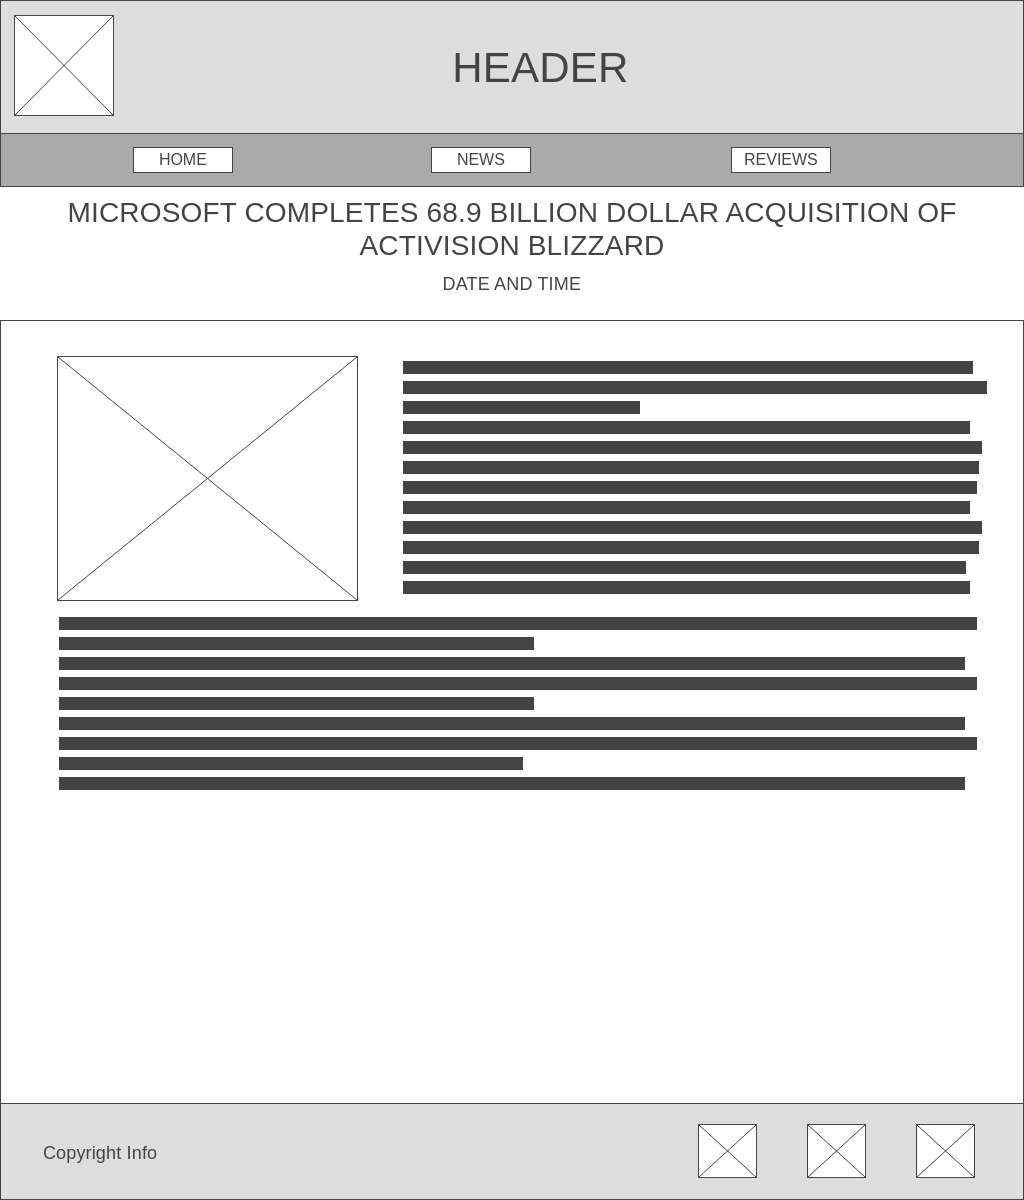 HEADER
HOME
NEWS
REVIEWS
MICROSOFT COMPLETES 68.9 BILLION DOLLAR ACQUISITION OF
ACTIVISION BLIZZARD
DATE AND TIME
Copyright Info